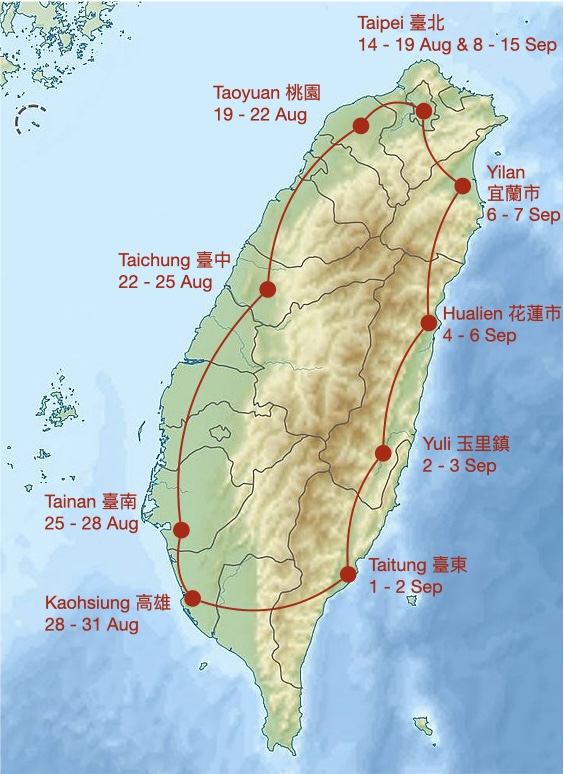 Taipei 臺北
14 - 19 Aug & 8 - 15 Sep
Taoyuan 桃園
19 - 22 Aug
Yilan
宜蘭市
6 - 7 Sep
Taichung 臺中
22 - 25 Aug
Hualien 花蓮市
4 - 6 Sep
Yuli 玉里鎮
2 - 3 Sep
Tainan 臺南
25 - 28 Aug
Taitung 臺東
1 - 2 Sep
Kaohsiung 高雄
28 - 31 Aug